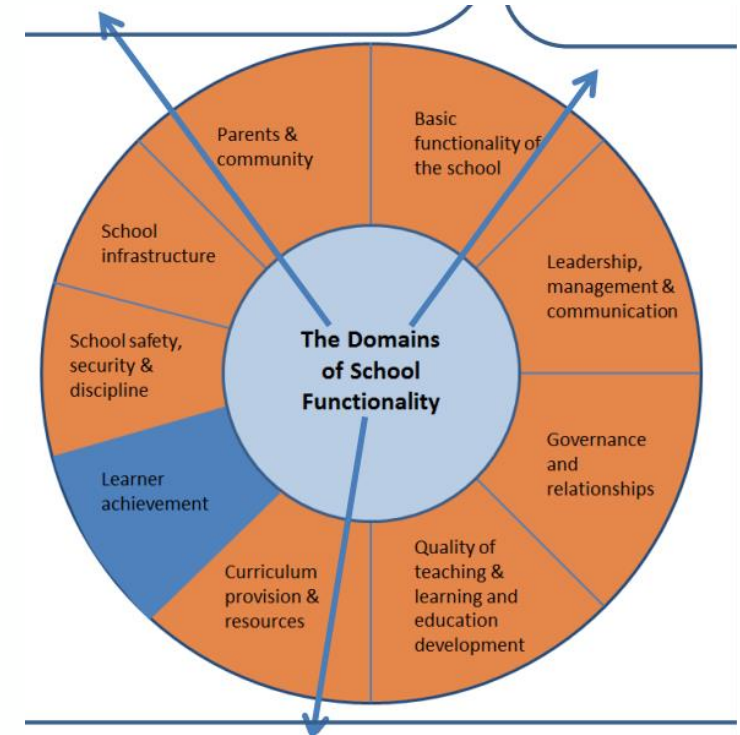 Parents &
community
Basic
functionality of
the school
School
infrastructure
Leadership,
management &
communication
The Domains
of School
Functionality
School safety,
security &
discipline
Governance
and
relationships
Learner
achievement
Quality of
teaching &
learning and
education
development
Curriculum
provision &
resources